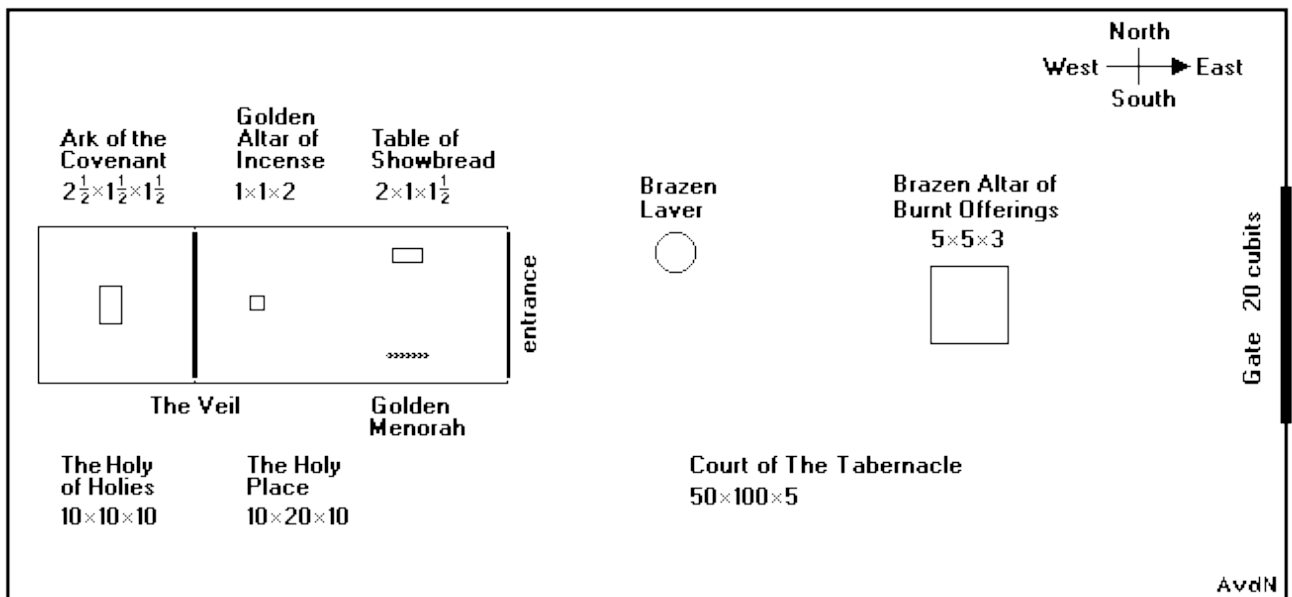 North
West East
South
Ark of the
Covenant
2½×1½×1½
Golden
Altar of
Incense
1×1×2
Table of
Showbread
2×1×1½
Brazen
Laver
Brazen Altar of
Burnt Offerings
5×5×3
entrance
Gate 20 cubits
The Veil
Golden
Menorah
The Holy
of Holies
10×10×10
The Holy
Place
10×20×10
Court of The Tabernacle
50×100×5
AvdN